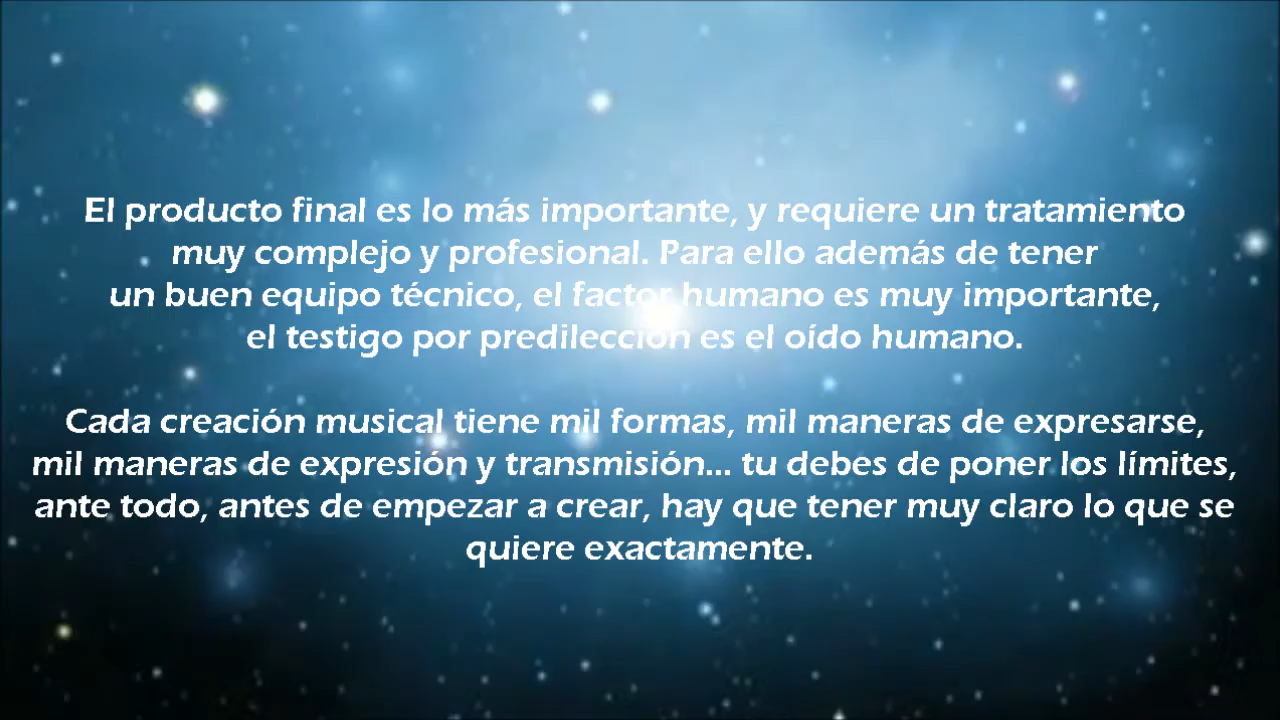 El producto final es lo más importante, y requiere un tratamiento
muy complejo y profesional. Para ello además de tener
un buen equipo técnico, el factor humano es muy importante,
el testigo por predilección es el oído humano.
Cada creación musical tiene mil formas, mil maneras de expresarse,
mil maneras de expresión y transmisión... tu debes de poner los límites,
ante todo, antes de empezar a crear, hay que tener muy claro lo que se
quiere exactamente.